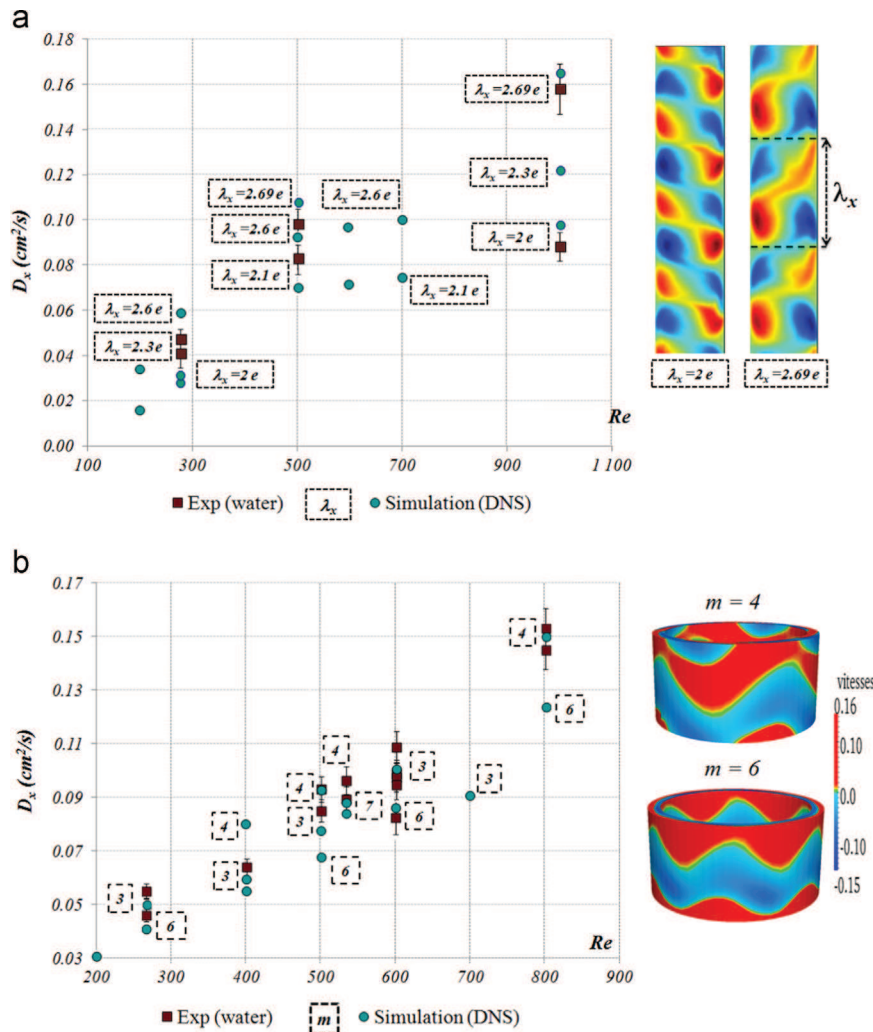 a
0.18
0.16
0.14
0.12
0.10
0.08
0.06
0.04
0.02
0.00
D_x (cm²/s)
100 300 500 700 900 1 100
Re
λ_x =2.69 e
λ_x =2.3 e
λ_x =2 e
λ_x =2.69 e
λ_x =2.6 e
λ_x =2.6 e
λ_x =2.1 e
λ_x =2.1 e
λ_x =2.6 e
λ_x =2.3 e
λ_x =2 e
Exp (water) λ_x Simulation (DNS)
λ_x
λ_x = 2 e
λ_x =2.69 e
b
0.17
0.15
0.13
0.11
0.09
0.07
0.05
0.03
D_x (cm²/s)
200 300 400 500 600 700 800 900
Re
4
6
4
3
3
4
3
7
6
4
3
6
3
6
Exp (water) m Simulation (DNS)
m = 4
m = 6
vitesses
0.16
0.10
0.0
-0.10
-0.15